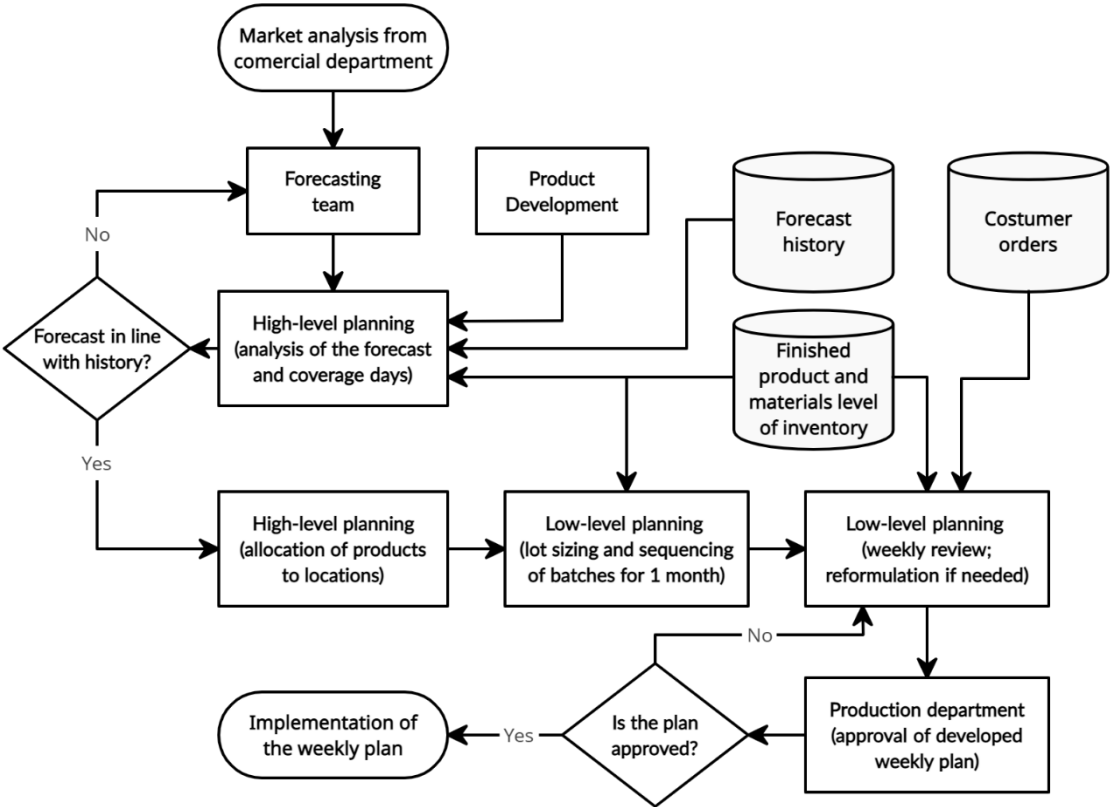 Market analysis from
comercial department
Forecasting
team
Product
Development
Forecast
history
Costumer
orders
No
Forecast in line
with history?
High-level planning
(analysis of the forecast
and coverage days)
Finished
product and
materials level
of inventory
Yes
High-level planning
(allocation of products
to locations)
Low-level planning
(lot sizing and sequencing
of batches for 1 month)
Low-level planning
(weekly review;
reformulation if needed)
No
Implementation of
the weekly plan
Yes
Is the plan
approved?
Production department
(approval of developed
weekly plan)